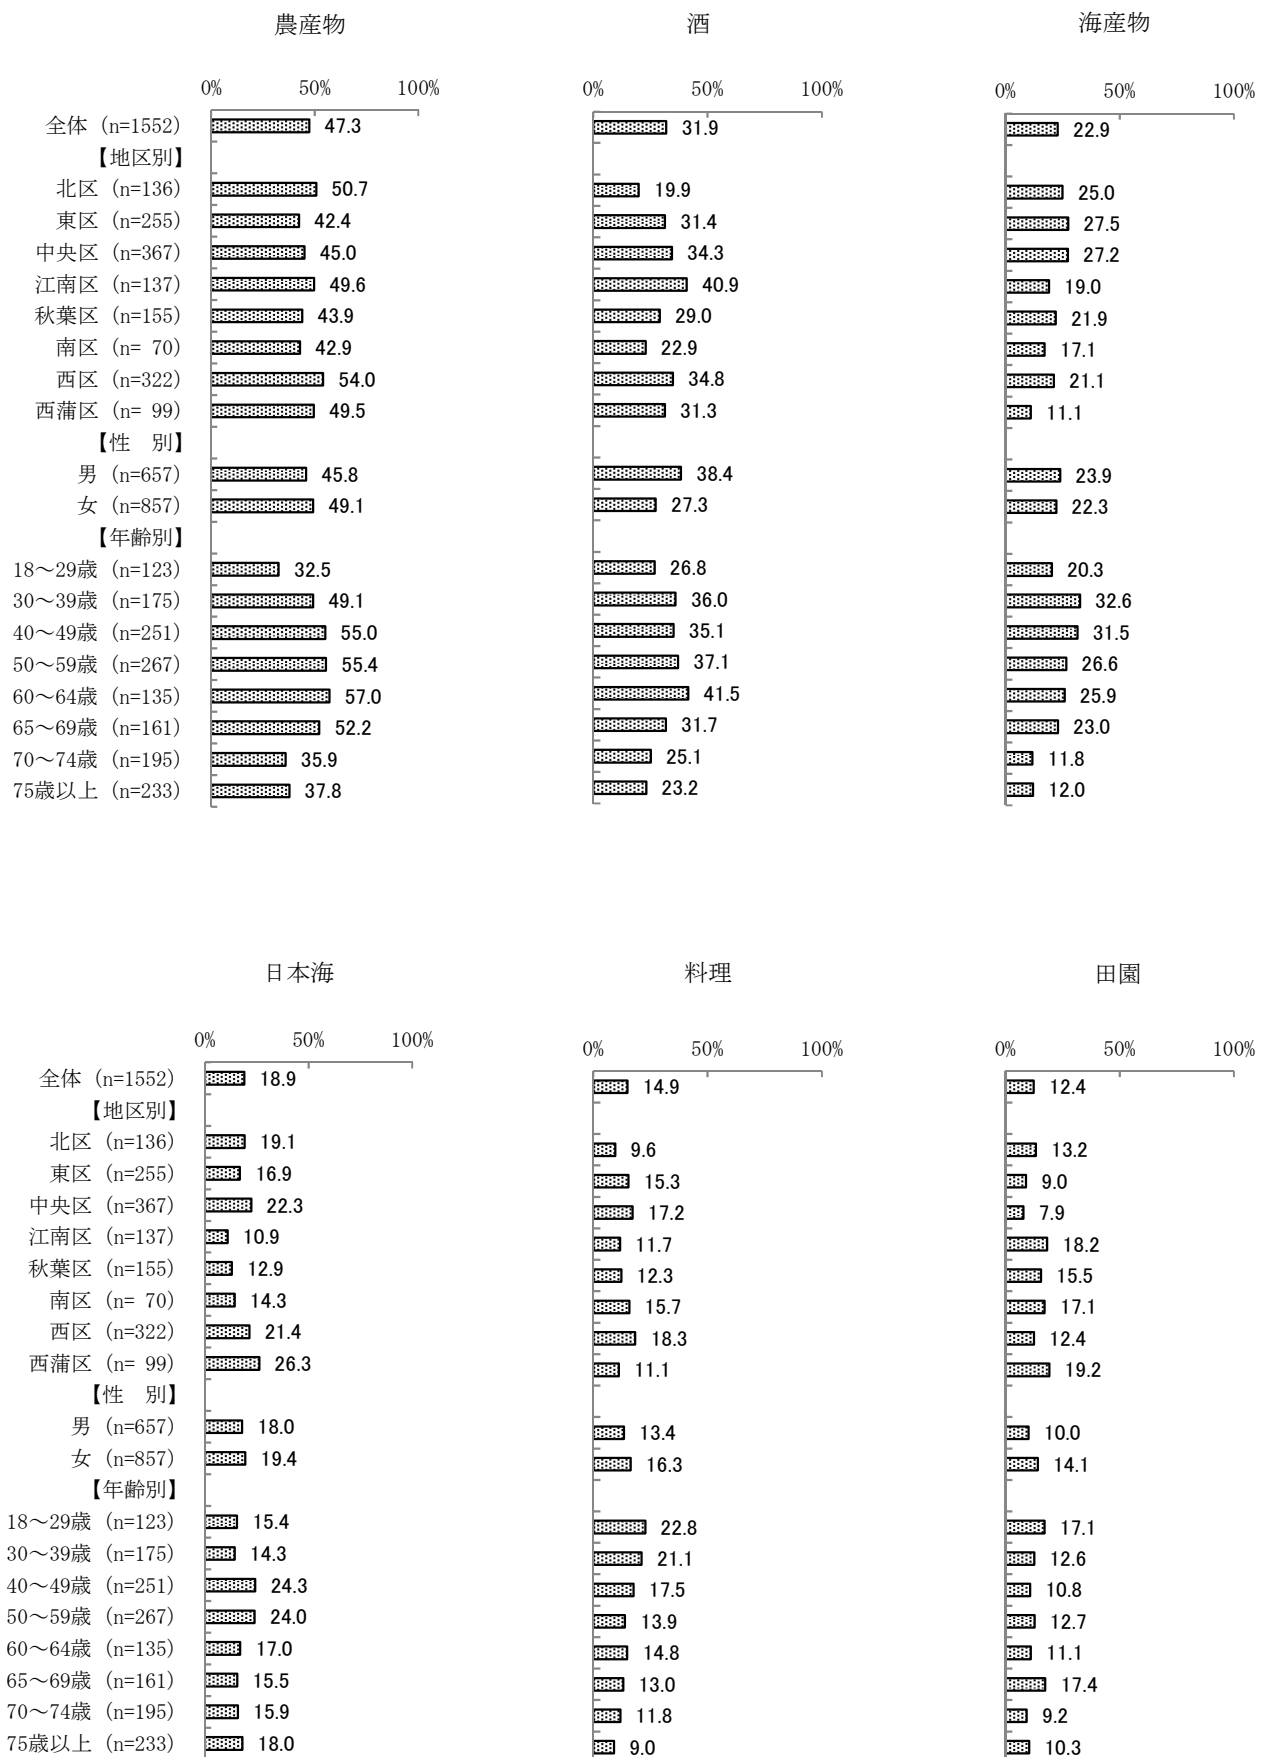 農産物 酒 海産物
0% 50% 100% 0% 50% 100% 0% 50% 100%
全体 (n=1552) 47.3 31.9 22.9
【地区別】
北区 (n=136) 50.7 19.9 25.0
東区 (n=255) 42.4 31.4 27.5
中央区 (n=367) 45.0 34.3 27.2
江南区 (n=137) 49.6 40.9 19.0
秋葉区 (n=155) 43.9 29.0 21.9
南区 (n= 70) 42.9 22.9 17.1
西区 (n=322) 54.0 34.8 21.1
西蒲区 (n= 99) 49.5 31.3 11.1
【性　別】
男 (n=657) 45.8 38.4 23.9
女 (n=857) 49.1 27.3 22.3
【年齢別】
18～29歳 (n=123) 32.5 26.8 20.3
30～39歳 (n=175) 49.1 36.0 32.6
40～49歳 (n=251) 55.0 35.1 31.5
50～59歳 (n=267) 55.4 37.1 26.6
60～64歳 (n=135) 57.0 41.5 25.9
65～69歳 (n=161) 52.2 31.7 23.0
70～74歳 (n=195) 35.9 25.1 11.8
75歳以上 (n=233) 37.8 23.2 12.0
日本海 料理 田園
0% 50% 100% 0% 50% 100% 0% 50% 100%
全体 (n=1552) 18.9 14.9 12.4
【地区別】
北区 (n=136) 19.1 9.6 13.2
東区 (n=255) 16.9 15.3 9.0
中央区 (n=367) 22.3 17.2 7.9
江南区 (n=137) 10.9 11.7 18.2
秋葉区 (n=155) 12.9 12.3 15.5
南区 (n= 70) 14.3 15.7 17.1
西区 (n=322) 21.4 18.3 12.4
西蒲区 (n= 99) 26.3 11.1 19.2
【性　別】
男 (n=657) 18.0 13.4 10.0
女 (n=857) 19.4 16.3 14.1
【年齢別】
18～29歳 (n=123) 15.4 22.8 17.1
30～39歳 (n=175) 14.3 21.1 12.6
40～49歳 (n=251) 24.3 17.5 10.8
50～59歳 (n=267) 24.0 13.9 12.7
60～64歳 (n=135) 17.0 14.8 11.1
65～69歳 (n=161) 15.5 13.0 17.4
70～74歳 (n=195) 15.9 11.8 9.2
75歳以上 (n=233) 18.0 9.0 10.3